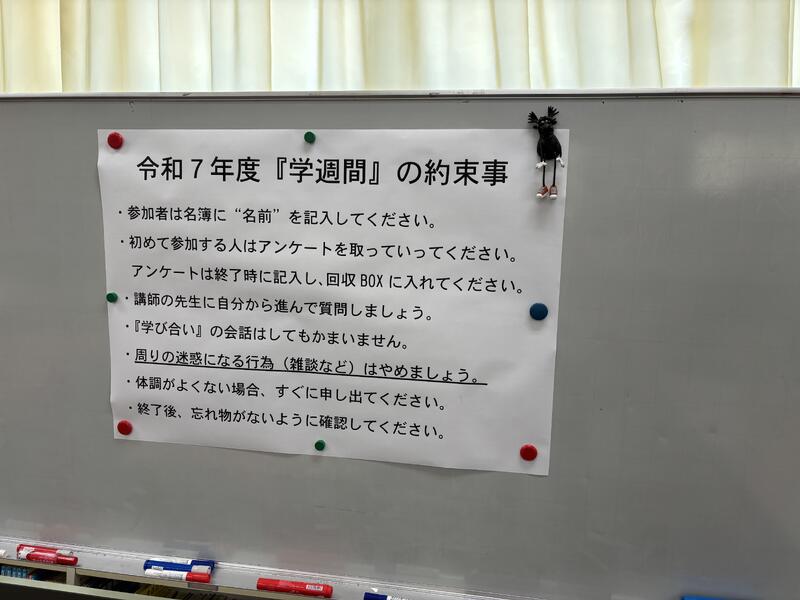 令和７年度『学週間』の約束事
・参加者は名簿に“名前”を記入してください。
・初めて参加する人はアンケートを取っていってください。
アンケートは終了時に記入し、回収 BOX に入れてください。
・講師の先生に自分から進んで質問しましょう。
・『学び合い』の会話はしてもかまいません。
・周りの迷惑になる行為（雑談など）はやめましょう。
・体調がよくない場合、すぐに申し出てください。
・終了後、忘れ物がないように確認してください。